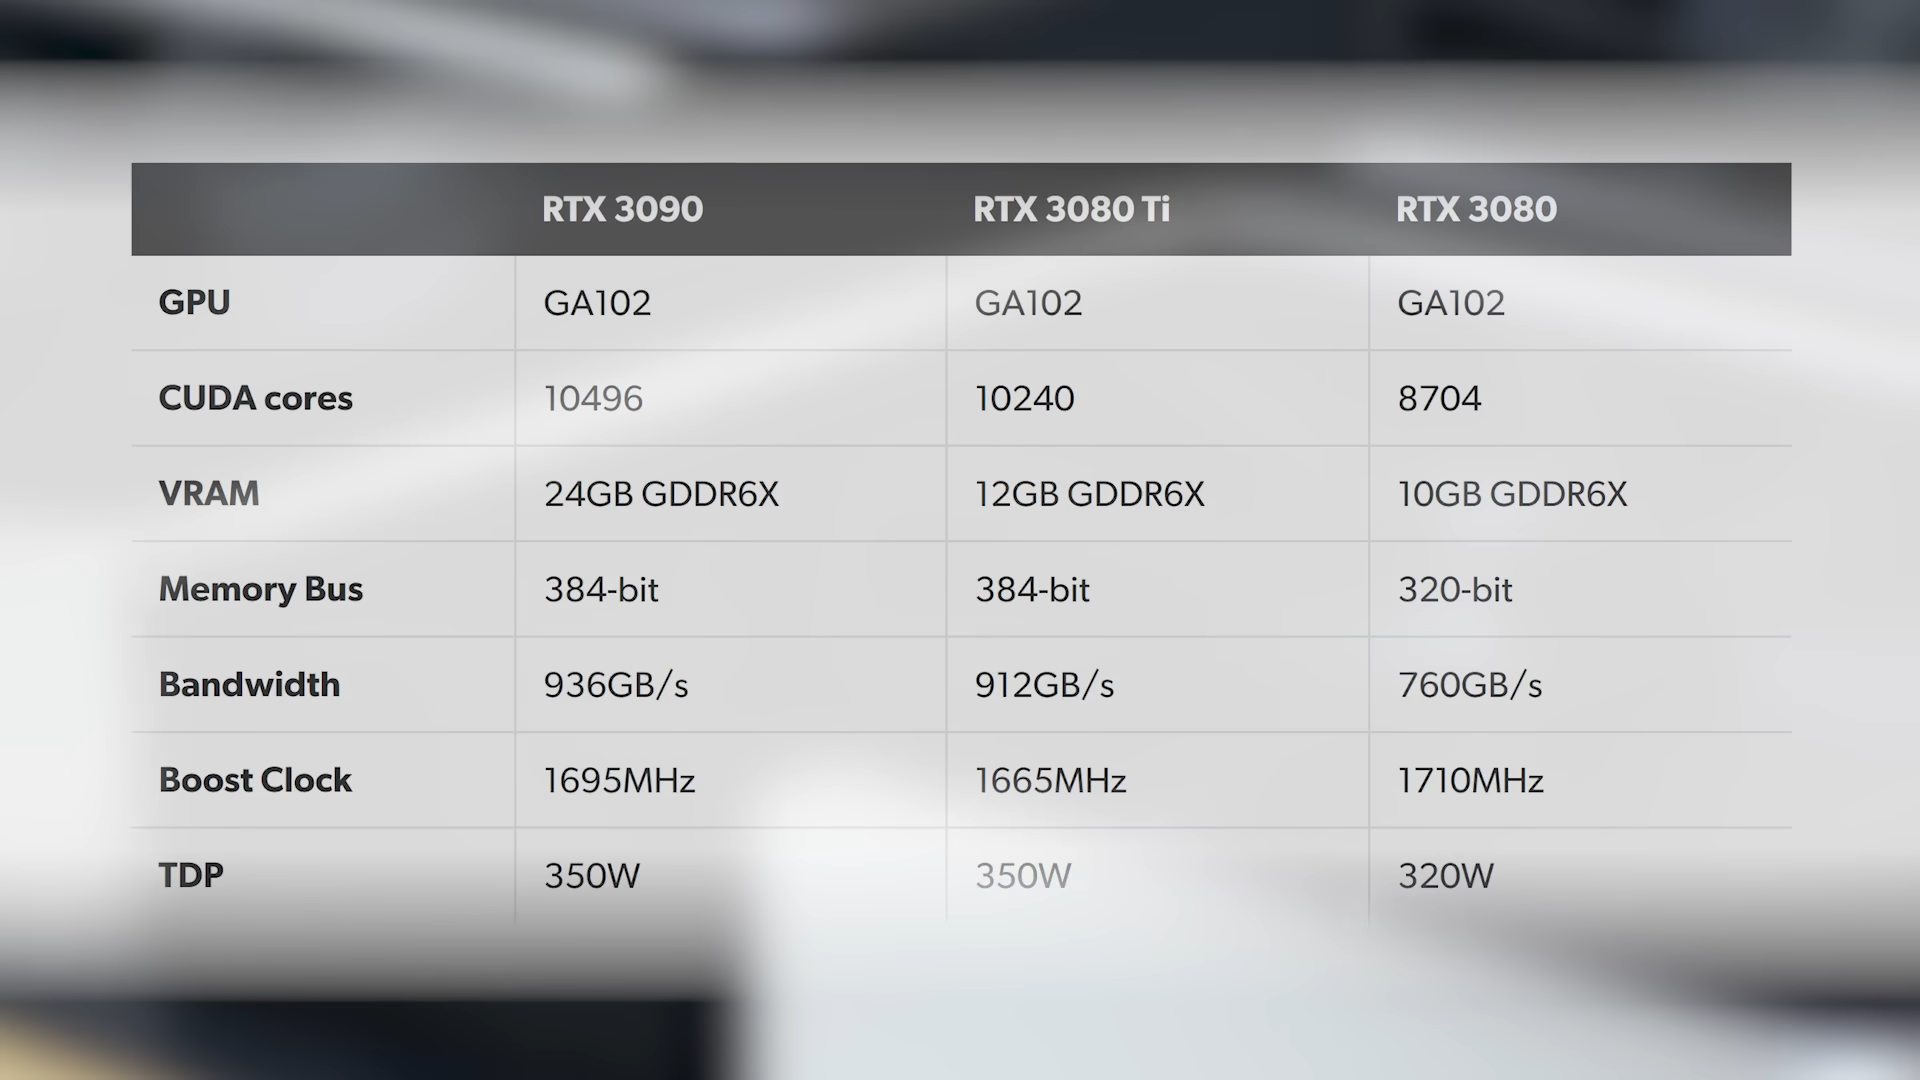 RTX 3090 RTX 3080 Ti RTX 3080
GPU GA102 GA102 GA102
CUDA cores 10496 10240 8704
VRAM 24GB GDDR6X 12GB GDDR6X 10GB GDDR6X
Memory Bus 384-bit 384-bit 320-bit
Bandwidth 936GB/s 912GB/s 760GB/s
Boost Clock 1695MHz 1665MHz 1710MHz
TDP 350W 350W 320W